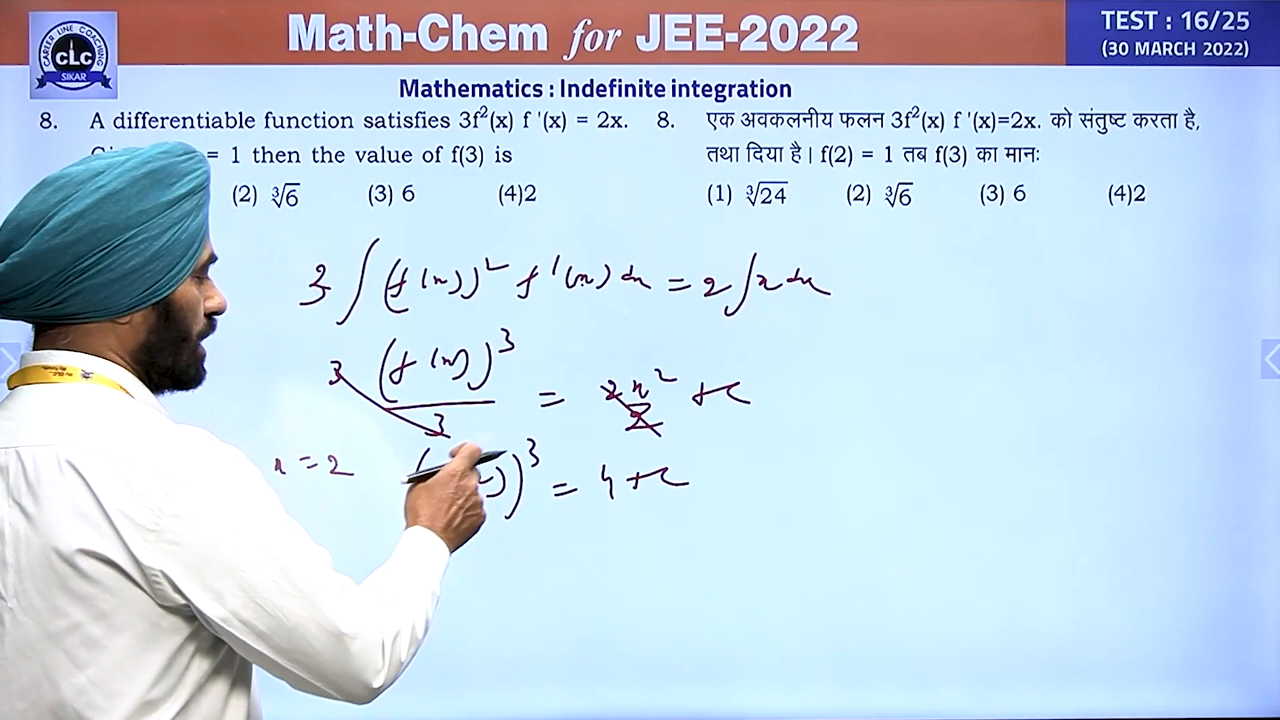 Math-Chem for JEE-2022
TEST : 16/25
(30 MARCH 2022)
CAREER LINE COACHING
CLC
SIKAR
Mathematics : Indefinite integration
8. A differentiable function satisfies 3f²(x) f '(x) = 2x.
= 1 then the value of f(3) is
(2) ∛6 (3) 6 (4)2
8. एक अवकलनीय फलन 3f²(x) f '(x)=2x. को संतुष्ट करता है,
तथा दिया है। f(2) = 1 तब f(3) का मानः
(1) ∛24 (2) ∛6 (3) 6 (4)2
3 ∫ (f(x))² f '(x) dx = 2 ∫ x dx
3 (f(x))³ / 3 = 2x² / 2 + c
x = 2 ( ))³ = 4 + c